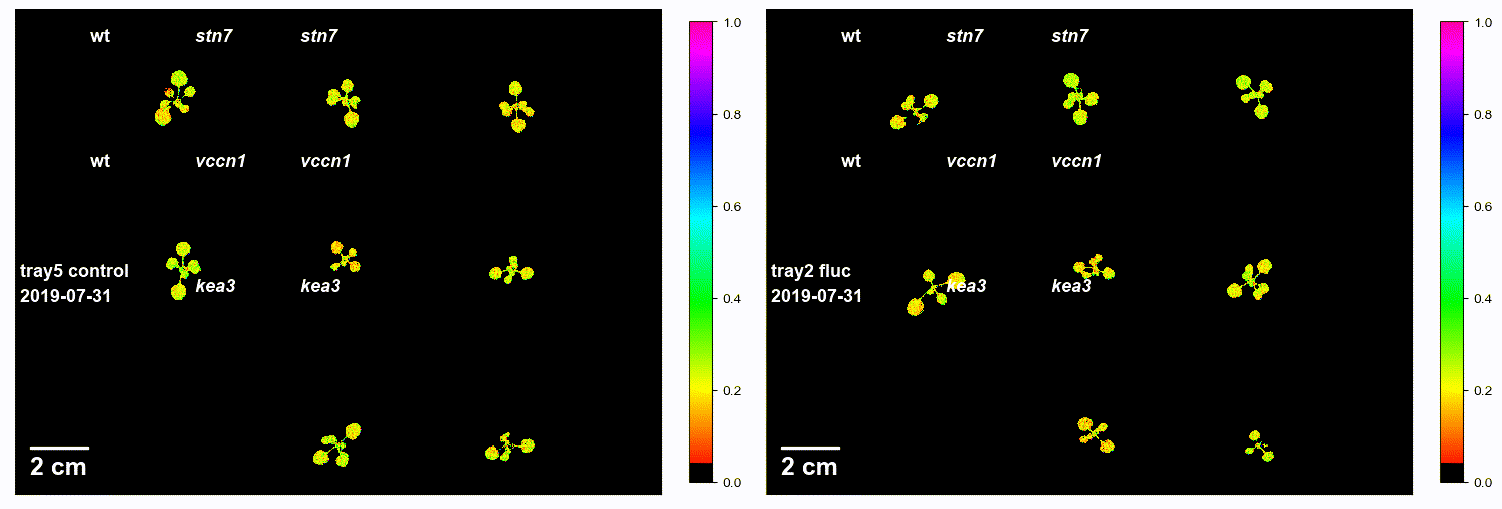 wt stn7 stn7
wt vccn1 vccn1
tray5 control
2019-07-31
kea3 kea3
2 cm
1.0
0.8
0.6
0.4
0.2
0.0
wt stn7 stn7
wt vccn1 vccn1
tray2 fluc
2019-07-31
kea3 kea3
2 cm
1.0
0.8
0.6
0.4
0.2
0.0